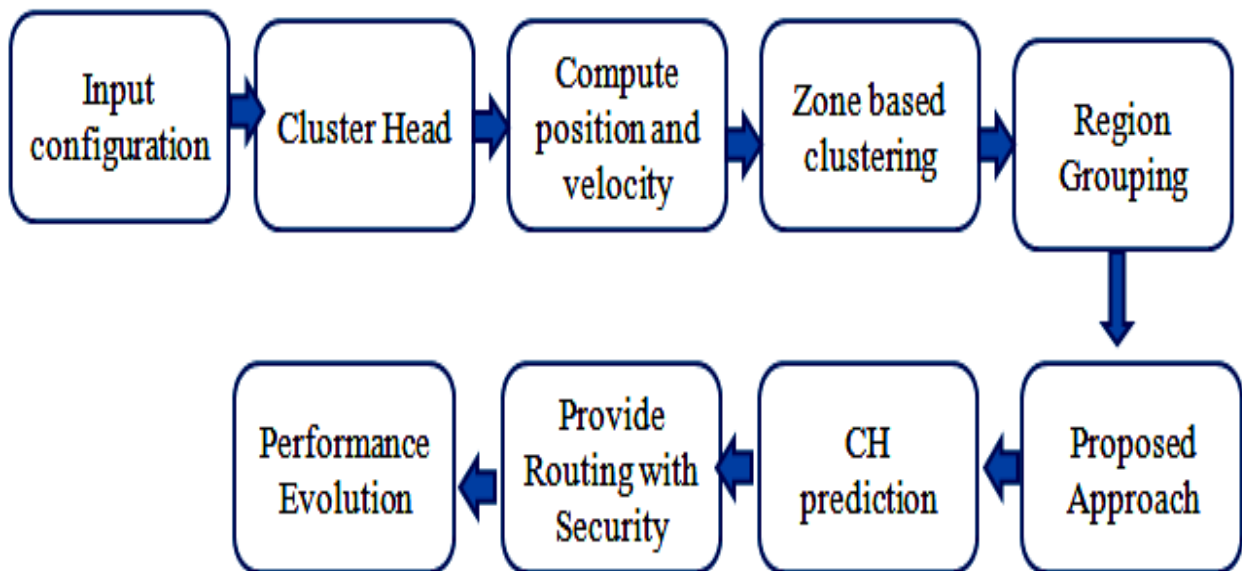 Input
configuration
Cluster Head
Compute
position and
velocity
Zone based
clustering
Region
Grouping
Proposed
Approach
CH
prediction
Provide
Routing with
Security
Performance
Evolution